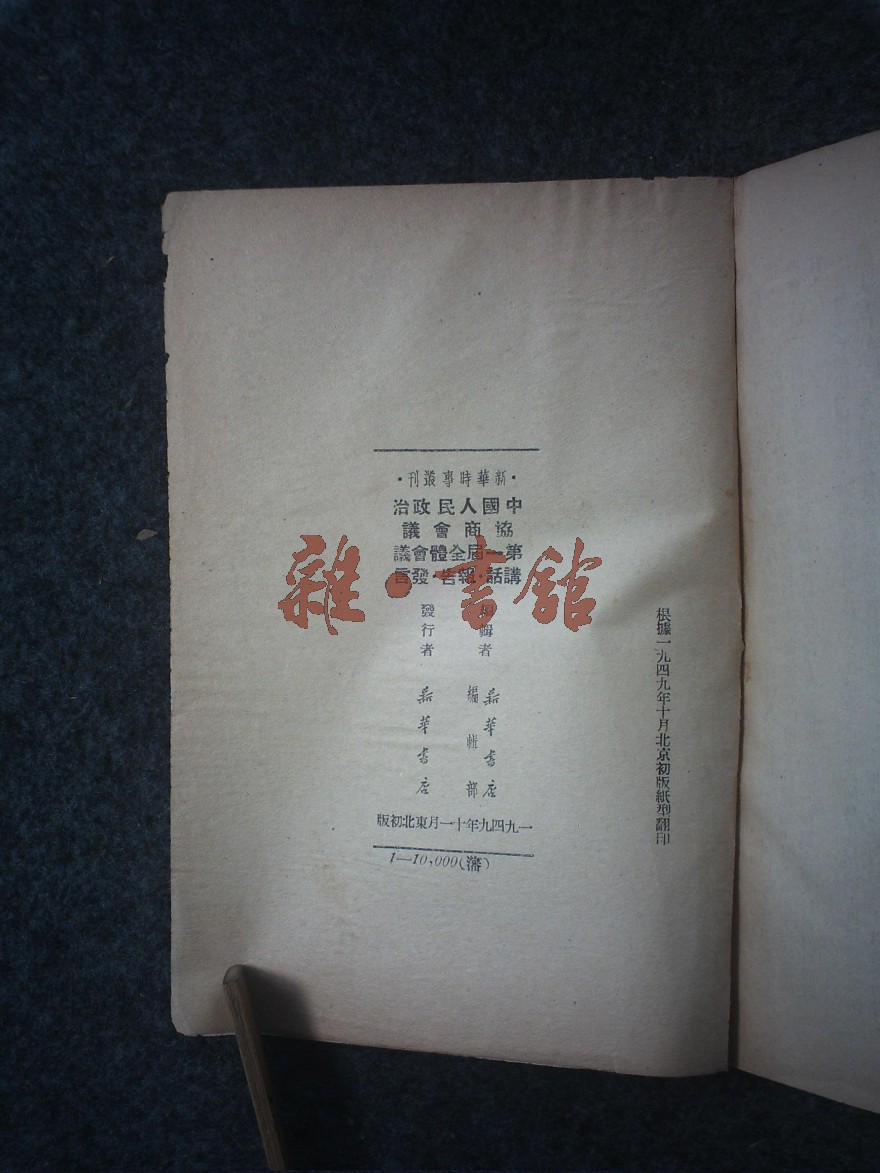 ·新華時事叢刊·
中國人民政治
協商會議
第一屆全體會議
講話·報告·發言
編輯者 新華書店編輯部
發行者 新華書店
一九四九年十一月東北初版
1—10,000(瀋)
根據一九四九年十月北京初版紙型翻印
雜·書館